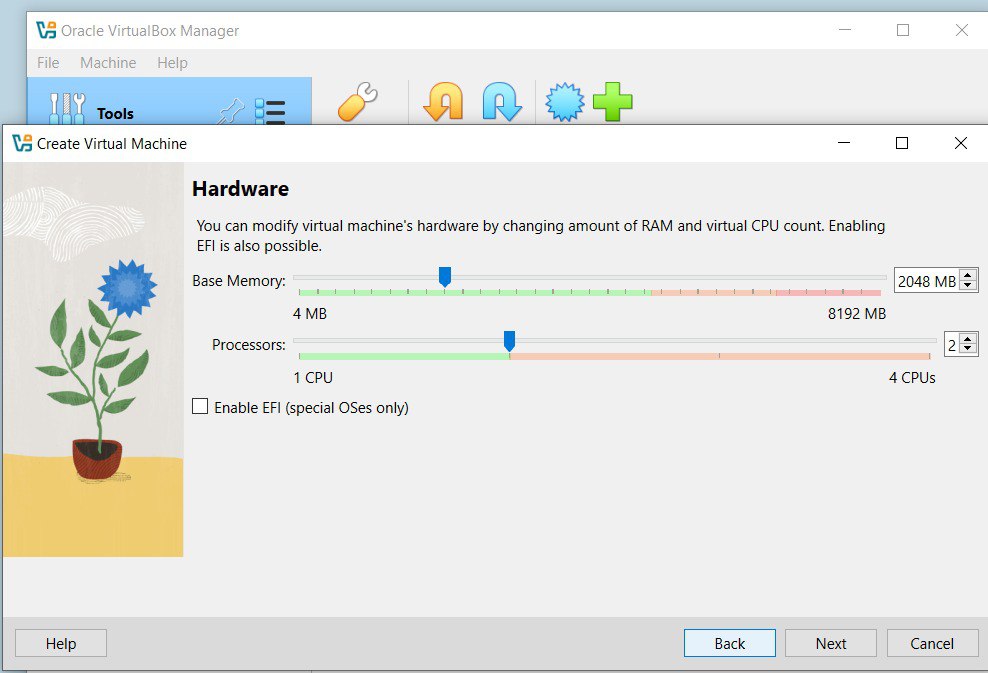 Oracle VirtualBox Manager
File Machine Help
Tools
Create Virtual Machine
Hardware
You can modify virtual machine's hardware by changing amount of RAM and virtual CPU count. Enabling
EFI is also possible.
Base Memory: 2048 MB
4 MB 8192 MB
Processors: 2
1 CPU 4 CPUs
Enable EFI (special OSes only)
Help Back Next Cancel